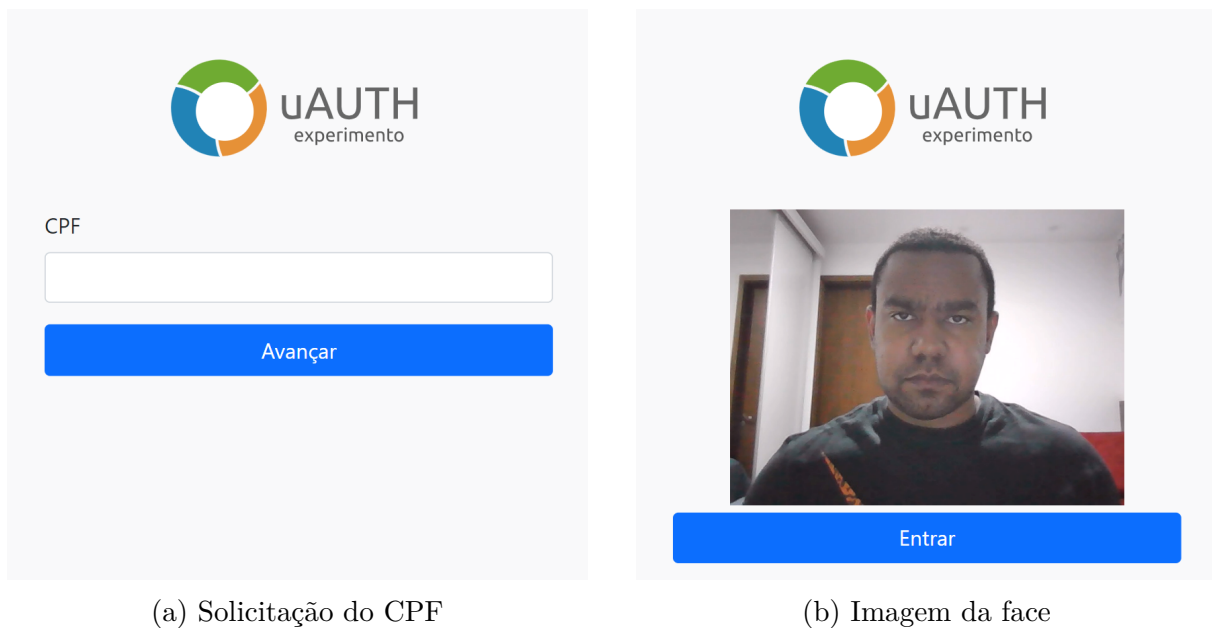 uAUTH
experimento
CPF
Avançar
(a) Solicitação do CPF
uAUTH
experimento
Entrar
(b) Imagem da face